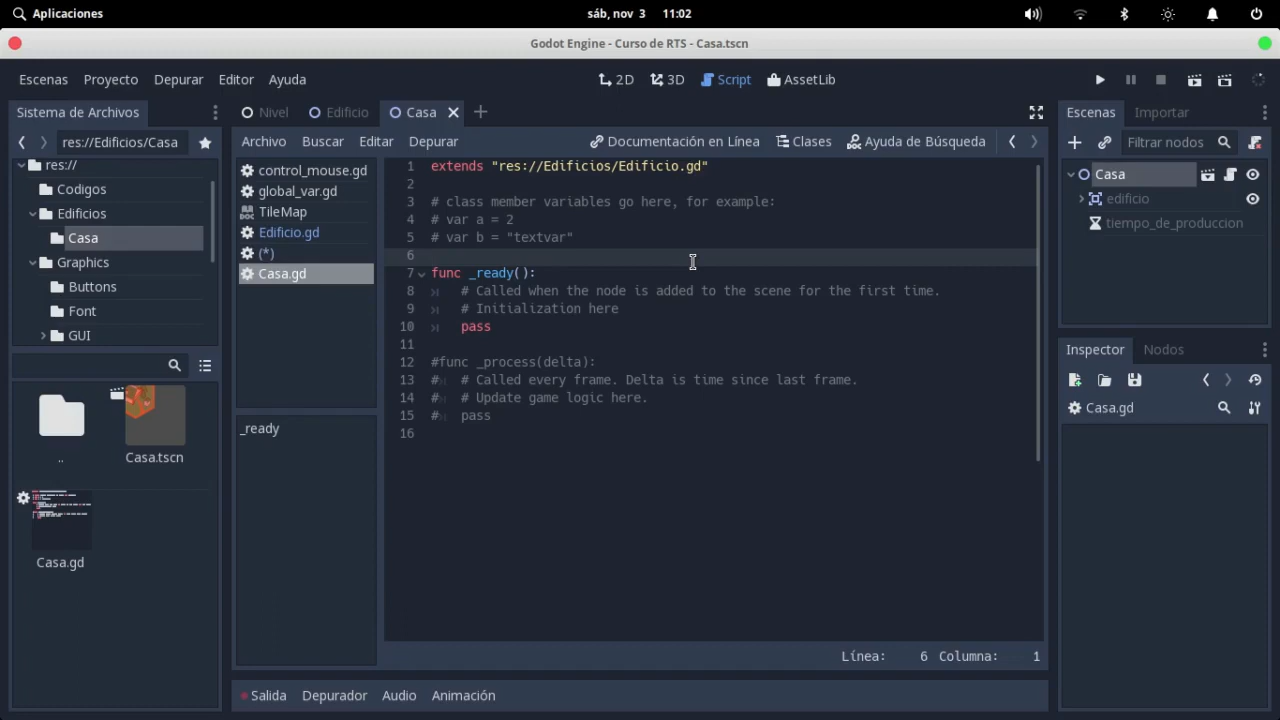 Aplicaciones
sáb, nov 3 11:02
Godot Engine - Curso de RTS - Casa.tscn
Escenas Proyecto Depurar Editor Ayuda
2D 3D Script AssetLib
Sistema de Archivos
res://Edificios/Casa
res://
Codigos
Edificios
Casa
Graphics
Buttons
Font
GUI
..
Casa.tscn
Casa.gd
Nivel Edificio Casa
Archivo Buscar Editar Depurar
Documentación en Línea Clases Ayuda de Búsqueda
control_mouse.gd
global_var.gd
TileMap
Edificio.gd
(*)
Casa.gd
_ready
1 extends "res://Edificios/Edificio.gd"
2
3 # class member variables go here, for example:
4 # var a = 2
5 # var b = "textvar"
6
7 func _ready():
8 # Called when the node is added to the scene for the first time.
9 # Initialization here
10 pass
11
12 #func _process(delta):
13 # # Called every frame. Delta is time since last frame.
14 # # Update game logic here.
15 # pass
16
Línea: 6 Columna: 1
Salida Depurador Audio Animación
Escenas Importar
Filtrar nodos
Casa
edificio
tiempo_de_produccion
Inspector Nodos
Casa.gd